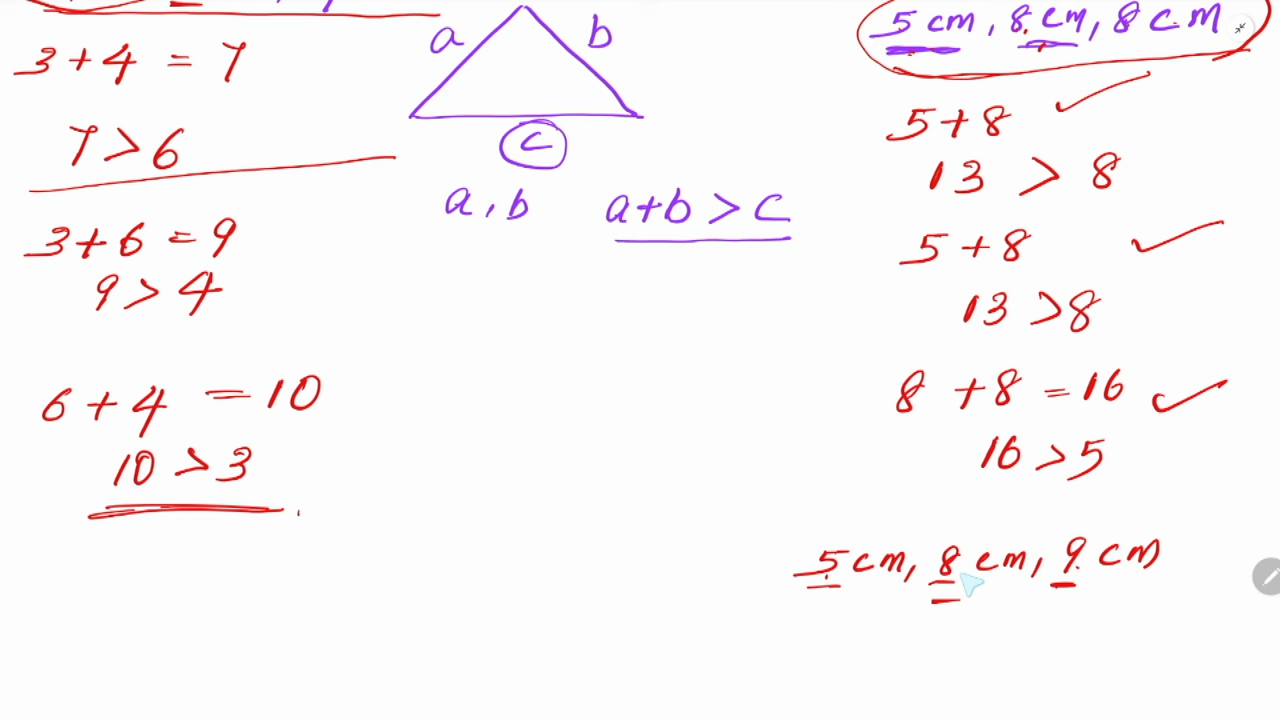 3 + 4 = 7
7 > 6
3 + 6 = 9
9 > 4
6 + 4 = 10
10 > 3
a b
c
a, b a+b > c
5 cm, 8 cm, 8 cm
5 + 8
13 > 8
5 + 8
13 > 8
8 + 8 = 16
16 > 5
5 cm, 8 cm, 9 cm